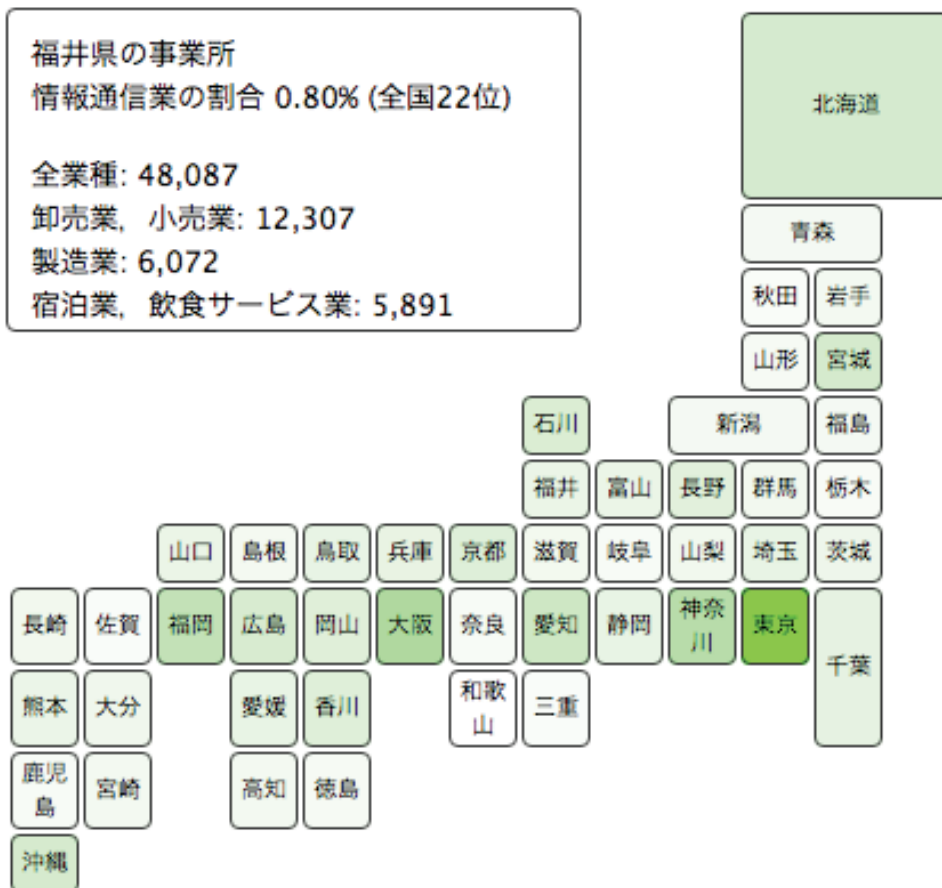 福井県の事業所
情報通信業の割合 0.80% (全国22位)
全業種: 48,087
卸売業，小売業: 12,307
製造業: 6,072
宿泊業，飲食サービス業: 5,891
北海道
青森
秋田 岩手
山形 宮城
石川 新潟 福島
福井 富山 長野 群馬 栃木
山口 島根 鳥取 兵庫 京都 滋賀 岐阜 山梨 埼玉 茨城
長崎 佐賀 福岡 広島 岡山 大阪 奈良 愛知 静岡 神奈
川 東京 千葉
熊本 大分 愛媛 香川 和歌
山 三重
鹿児
島 宮崎 高知 徳島
沖縄